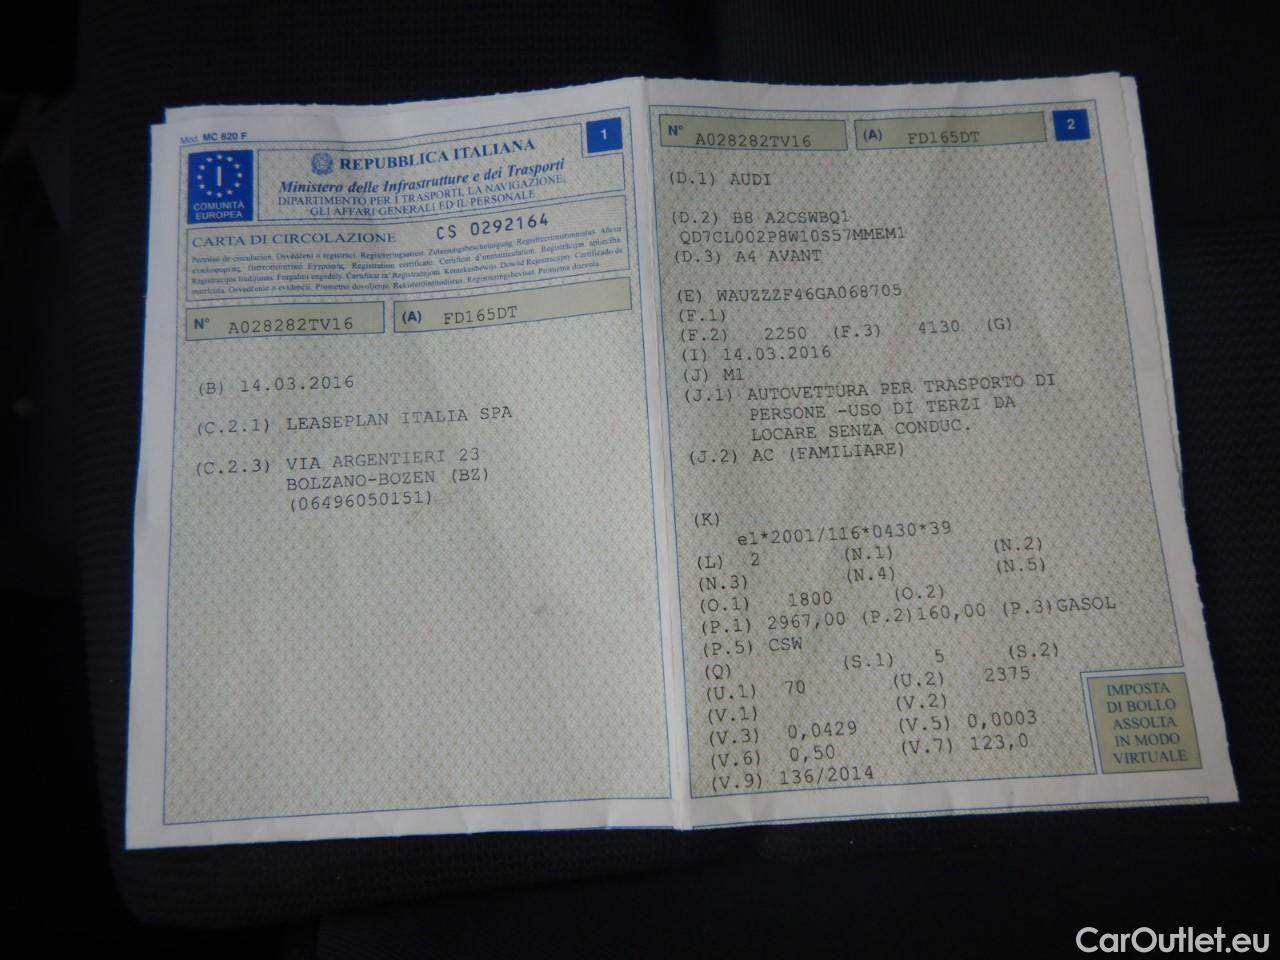 Mod. MC 820 F
1
I
COMUNITÀ
EUROPEA
REPUBBLICA ITALIANA
Ministero delle Infrastrutture e dei Trasporti
DIPARTIMENTO PER I TRASPORTI, LA NAVIGAZIONE,
GLI AFFARI GENERALI ED IL PERSONALE
CARTA DI CIRCOLAZIONE CS 0292164
N° A028282TV16 (A) FD165DT
(B) 14.03.2016
(C.2.1) LEASEPLAN ITALIA SPA
(C.2.3) VIA ARGENTIERI 23
BOLZANO-BOZEN (BZ)
(06496050151)
N° A028282TV16 (A) FD165DT 2
(D.1) AUDI
(D.2) B8 A2CSWBQ1
QD7CL002P8W10S57MMEM1
(D.3) A4 AVANT
(E) WAUZZZF46GA068705
(F.1)
(F.2) 2250 (F.3) 4130 (G)
(I) 14.03.2016
(J) M1
(J.1) AUTOVETTURA PER TRASPORTO DI
PERSONE -USO DI TERZI DA
LOCARE SENZA CONDUC.
(J.2) AC (FAMILIARE)
(K)
e1*2001/116*0430*39
(L) 2 (N.1) (N.2)
(N.3) (N.4) (N.5)
(O.1) 1800 (O.2)
(P.1) 2967,00 (P.2)160,00 (P.3)GASOL
(P.5) CSW
(Q) (S.1) 5 (S.2)
(U.1) 70 (U.2) 2375
(V.1) (V.2)
(V.3) 0,0429 (V.5) 0,0003
(V.6) 0,50 (V.7) 123,0
(V.9) 136/2014
IMPOSTA
DI BOLLO
ASSOLTA
IN MODO
VIRTUALE
CarOutlet.eu